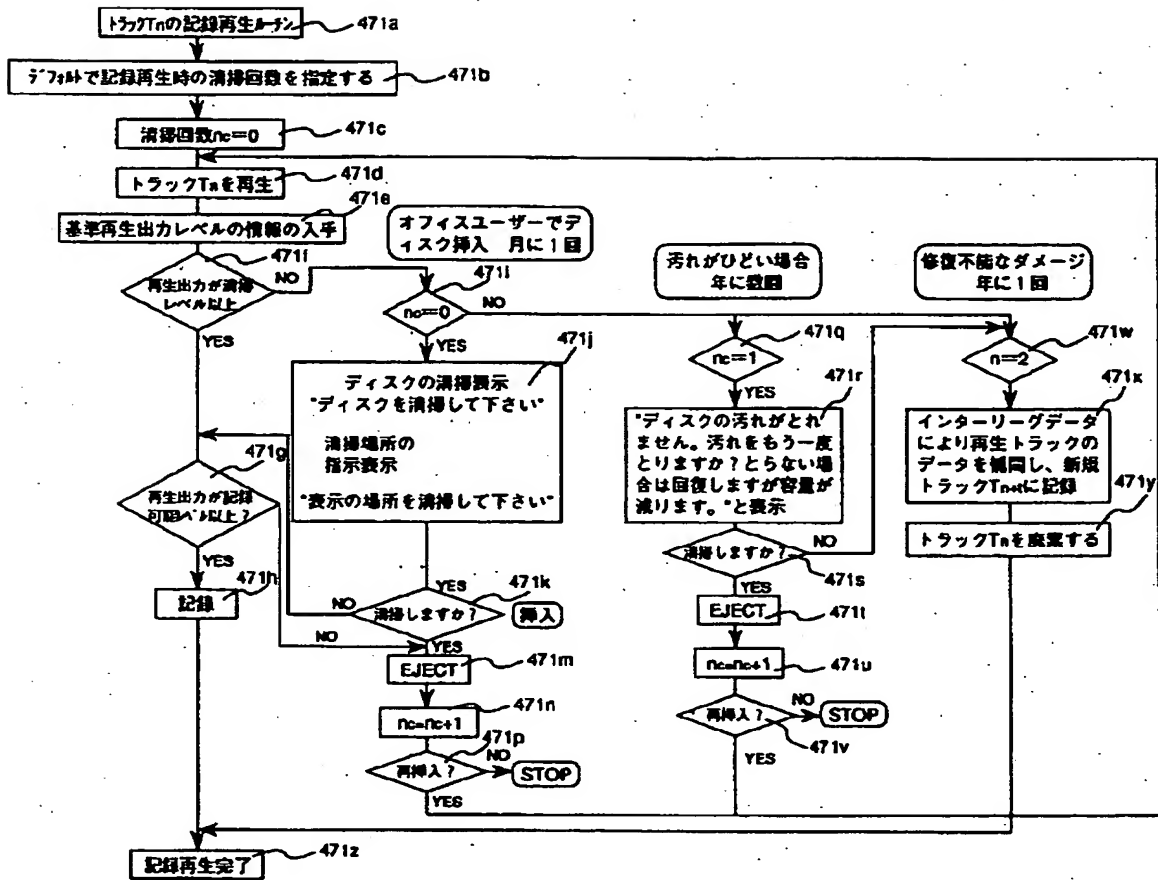 トラックTnの記録再生ルーチン
471a
デフォルトで記録再生時の清掃回数を指定する
471b
清掃回数nc=0
471c
トラックTnを再生
471d
基準再生出力レベルの情報の入手
471e
再生出力が清掃
レベル以上
471f
NO
YES
オフィスユーザーでデ
ィスク挿入 月に1回
nc=0
471i
NO
YES
汚れがひどい場合
年に数回
修復不能なダメージ
年に1回
nc=1
471q
YES
n=2
471w
ディスクの清掃表示
"ディスクを清掃して下さい"
清掃場所の
指示表示
"表示の場所を清掃して下さい"
471j
"ディスクの汚れがとれ
ません。汚れをもう一度
とりますか?とらない場
合は回復しますが容量が
減ります。"と表示
471r
インターリーグデータ
により再生トラックの
データを補間し、新規
トラックTn+tに記録
471x
トラックTnを廃棄する
471y
再生出力が記録
可能レベル以上?
471g
YES
NO
記録
471h
YES
清掃しますか?
471k
NO
YES
挿入
EJECT
471m
nc=nc+1
471n
再挿入?
471p
NO
STOP
YES
清掃しますか?
471s
NO
YES
EJECT
471t
nc=nc+1
471u
再挿入?
471v
NO
STOP
YES
記録再生完了
471z